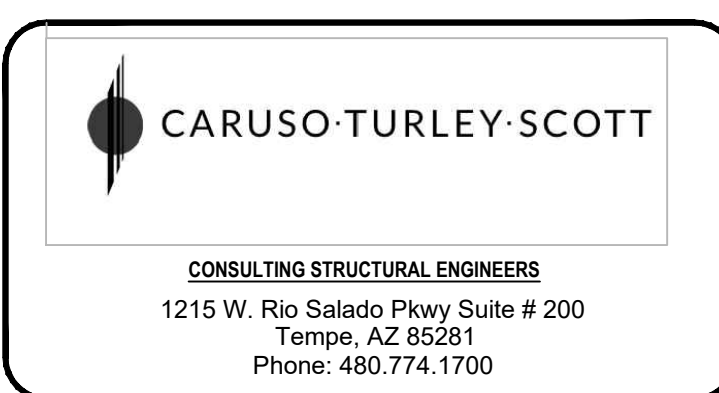 CARUSO·TURLEY·SCOTT
CONSULTING STRUCTURAL ENGINEERS
1215 W. Rio Salado Pkwy Suite # 200
Tempe, AZ 85281
Phone: 480.774.1700